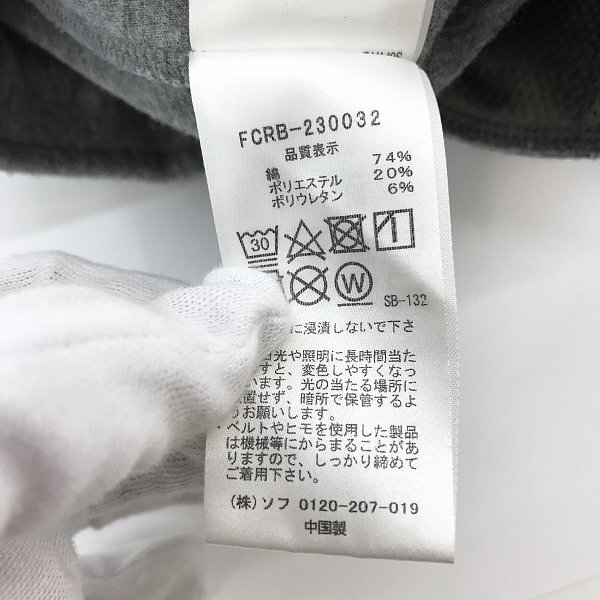 FCRB-230032
品質表示
綿 74%
ポリエステル 20%
ポリウレタン 6%
30
W
SB-132
に浸漬しないで下さ
光や照明に長時間当た
すと、変色しやすくなっ
います。光の当たる場所に
置せず、暗所で保管するよ
うお願いします。
・ベルトやヒモを使用した製品
は機械等にからまることがあ
りますので、しっかり締めて
ご着用下さい。
(株)ソフ 0120-207-019
中国製